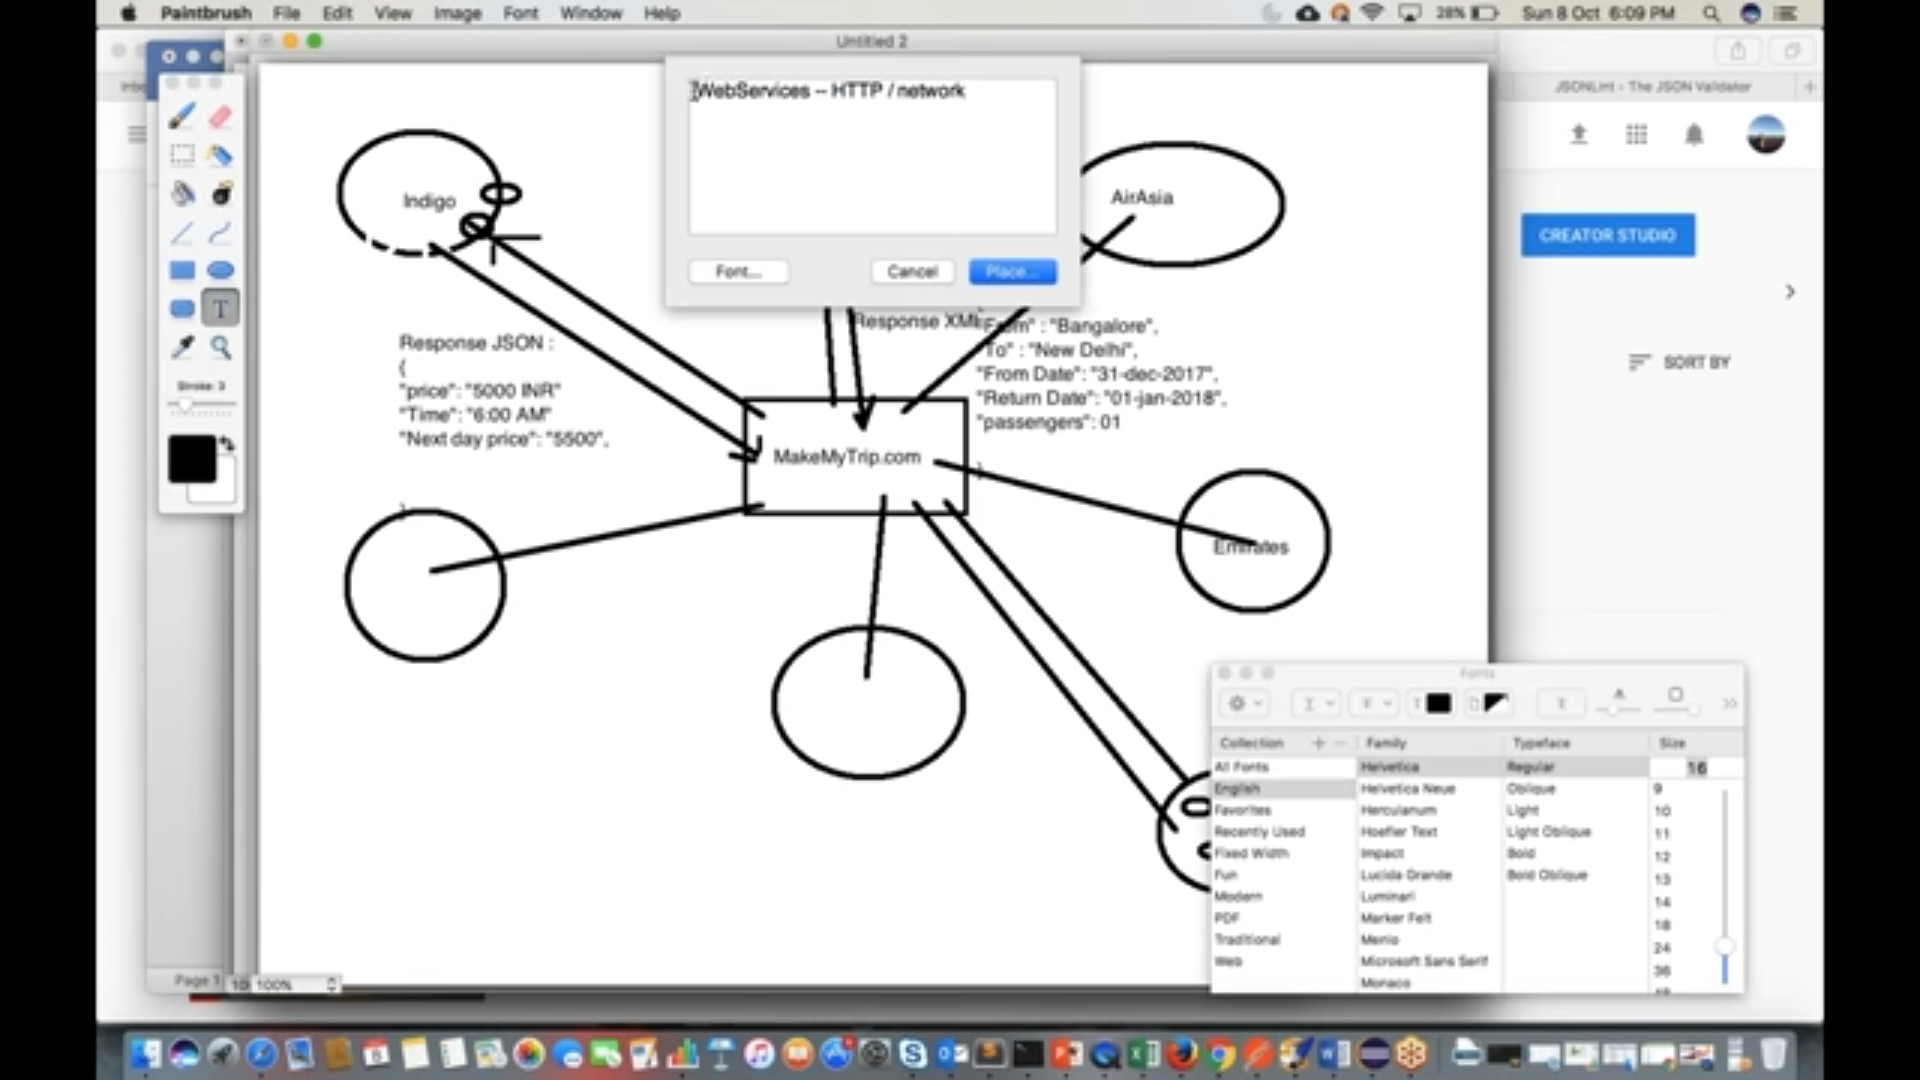 Paintbrush File Edit View Image Font Window Help
28% Sun 8 Oct 6:09 PM
Untitled 2
JSONLint - The JSON Validator
WebServices -- HTTP / network
Font... Cancel Place...
Indigo
AirAsia
CREATOR STUDIO
SORT BY
Stroke: 3
Response XML
Response JSON :
{
"price": "5000 INR"
"Time": "6:00 AM"
"Next day price": "5500",
}
"From" : "Bangalore",
"To" : "New Delhi",
"From Date": "31-dec-2017",
"Return Date": "01-jan-2018",
"passengers": 01
}
MakeMyTrip.com
Emirates
Fonts
Collection Family Typeface Size
All Fonts Helvetica Regular 16
English Helvetica Neue Oblique 9
Favorites Herculanum Light 10
Recently Used Hoefler Text Light Oblique 11
Fixed Width Impact Bold 12
Fun Lucida Grande Bold Oblique 13
Modern Luminari 14
PDF Marker Felt 18
Traditional Menlo 24
Web Microsoft Sans Serif 36
Monaco
Page 1
100%